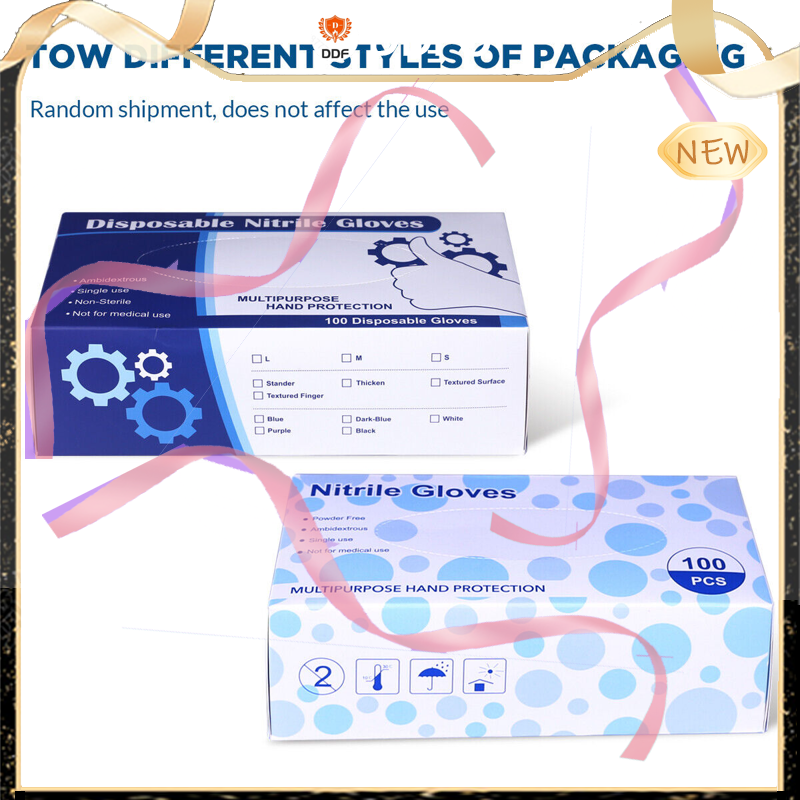 TOW DIFFERENT STYLES OF PACKAGING
DDF
Random shipment, does not affect the use
NEW
Disposable Nitrile Gloves
• Ambidextrous
• Single use
• Non-Sterile
• Not for medical use
MULTIPURPOSE
HAND PROTECTION
100 Disposable Gloves
L M S
Stander Thicken Textured Surface
Textured Finger
Blue Dark-Blue White
Purple Black
Nitrile Gloves
• Powder Free
• Ambidextrous
• Single use
• Not for medical use
100
PCS
MULTIPURPOSE HAND PROTECTION
2